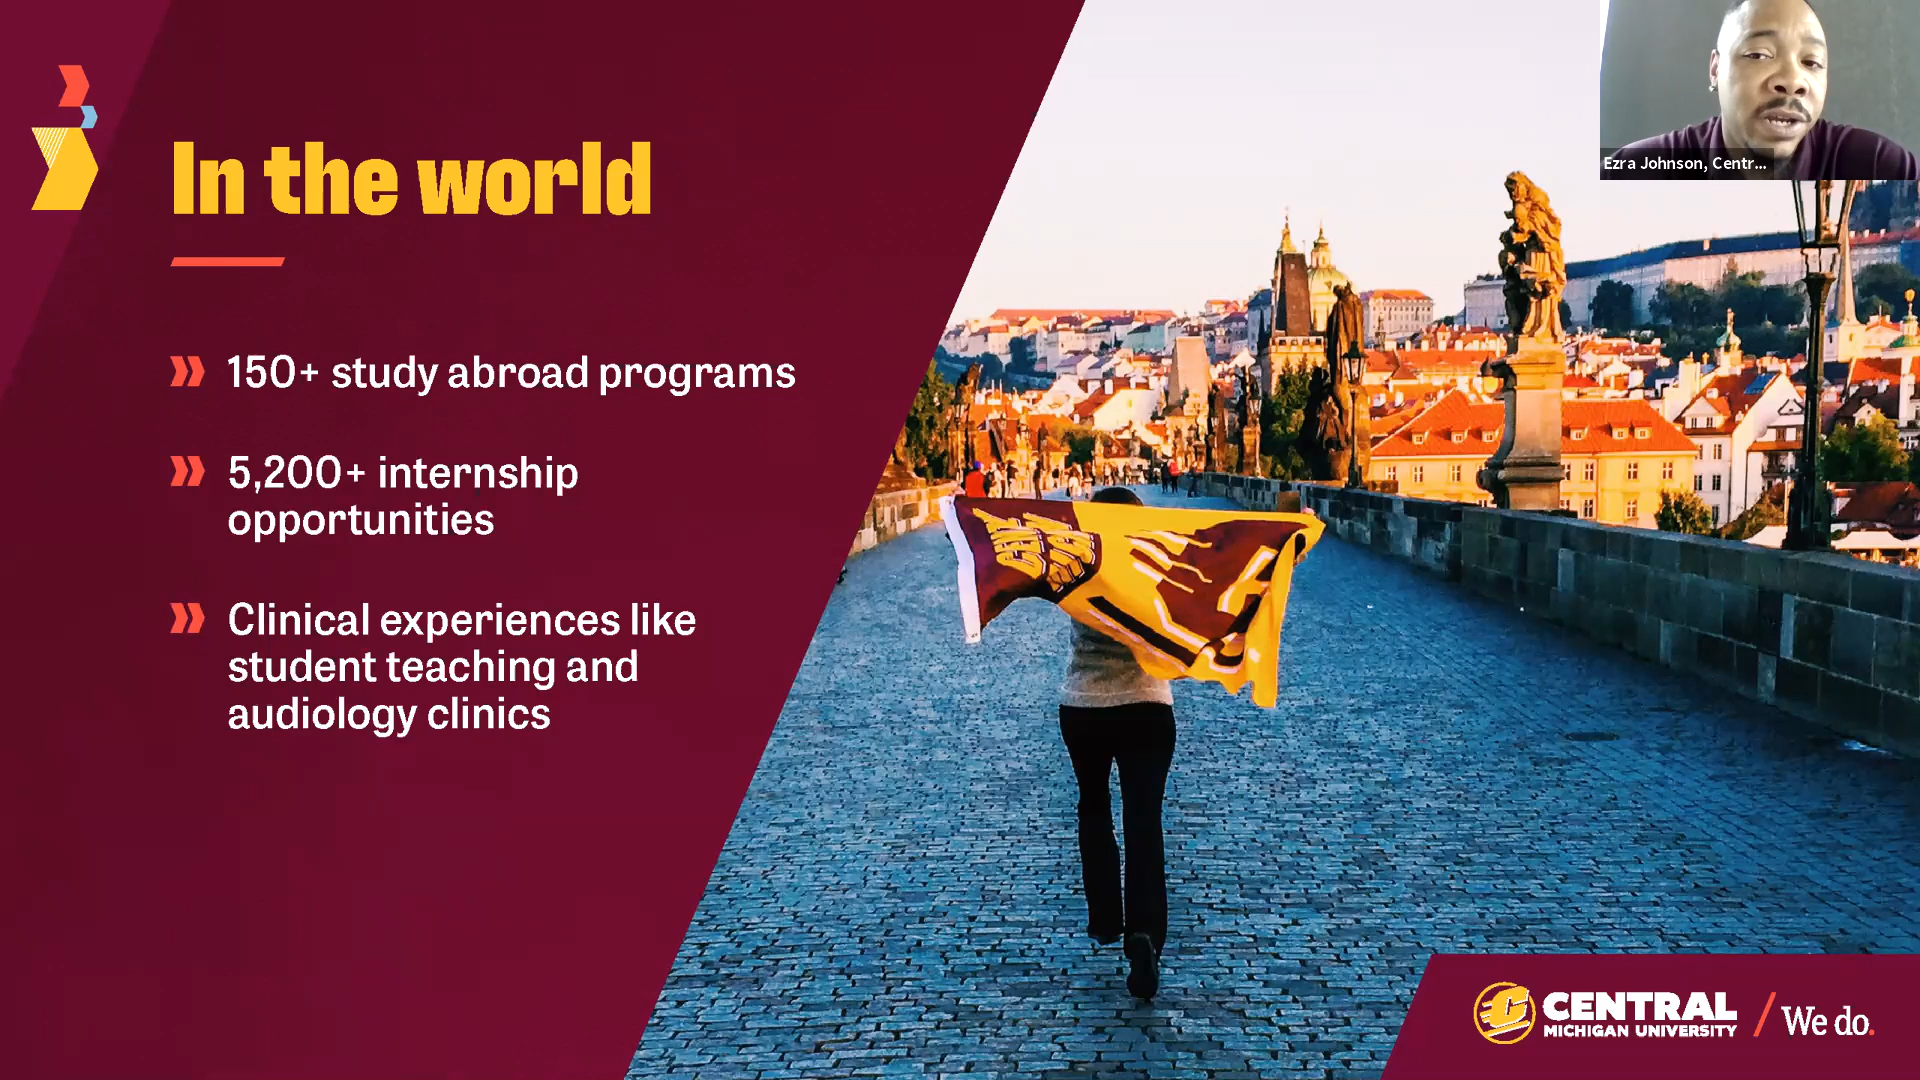 In the world
150+ study abroad programs
5,200+ internship
opportunities
Clinical experiences like
student teaching and
audiology clinics
Ezra Johnson, Centr...
CENTRAL
MICHIGAN UNIVERSITY
We do.